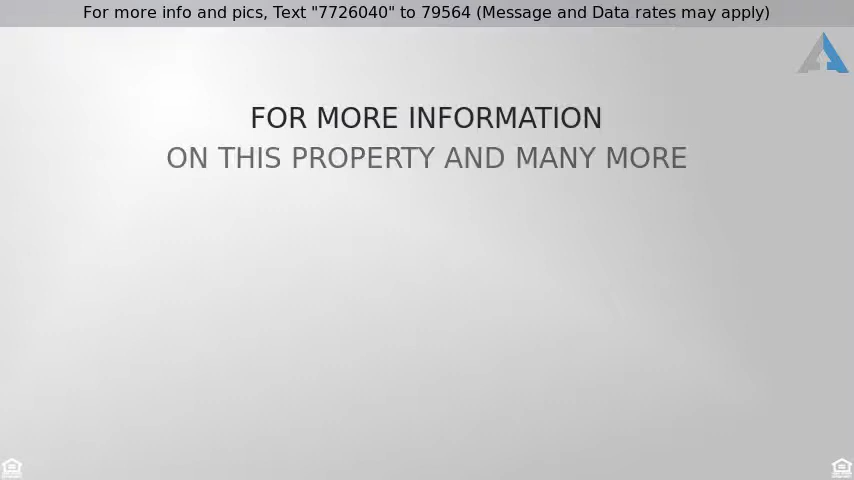 For more info and pics, Text "7726040" to 79564 (Message and Data rates may apply)
FOR MORE INFORMATION
ON THIS PROPERTY AND MANY MORE